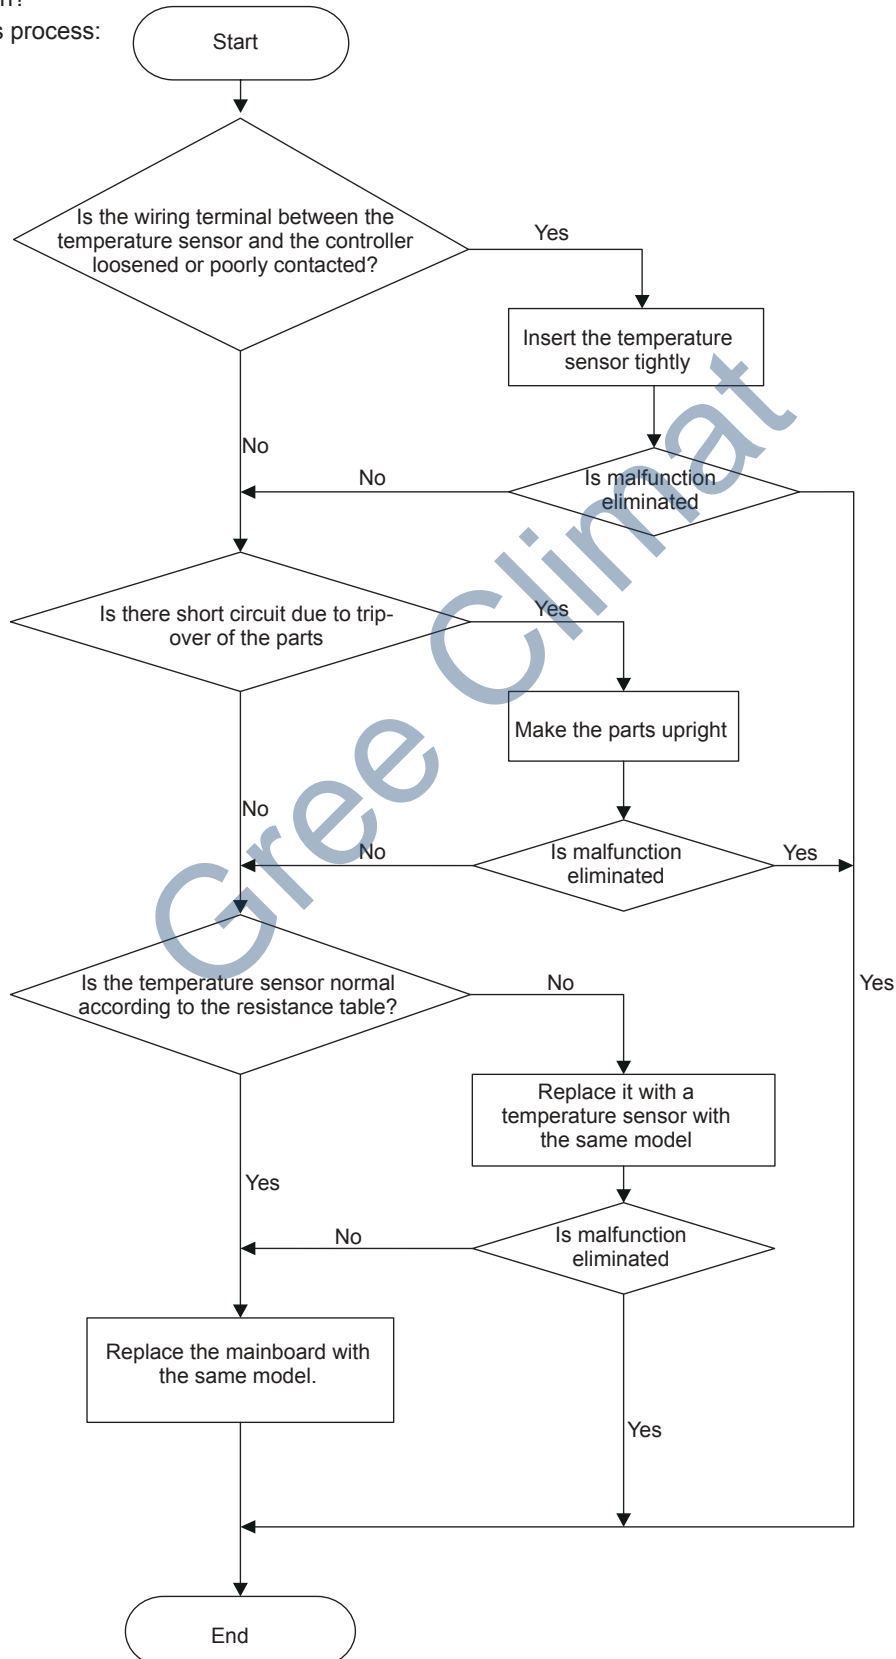 s process:
Start
Is the wiring terminal between the
temperature sensor and the controller
loosened or poorly contacted?
Yes
Insert the temperature
sensor tightly
No
Is malfunction
eliminated
No
Is there short circuit due to trip-
over of the parts
Yes
Make the parts upright
No
Is malfunction
eliminated
No
Yes
Is the temperature sensor normal
according to the resistance table?
No
Yes
Replace it with a
temperature sensor with
the same model
Yes
Is malfunction
eliminated
No
Replace the mainboard with
the same model.
Yes
End
Gree Climat